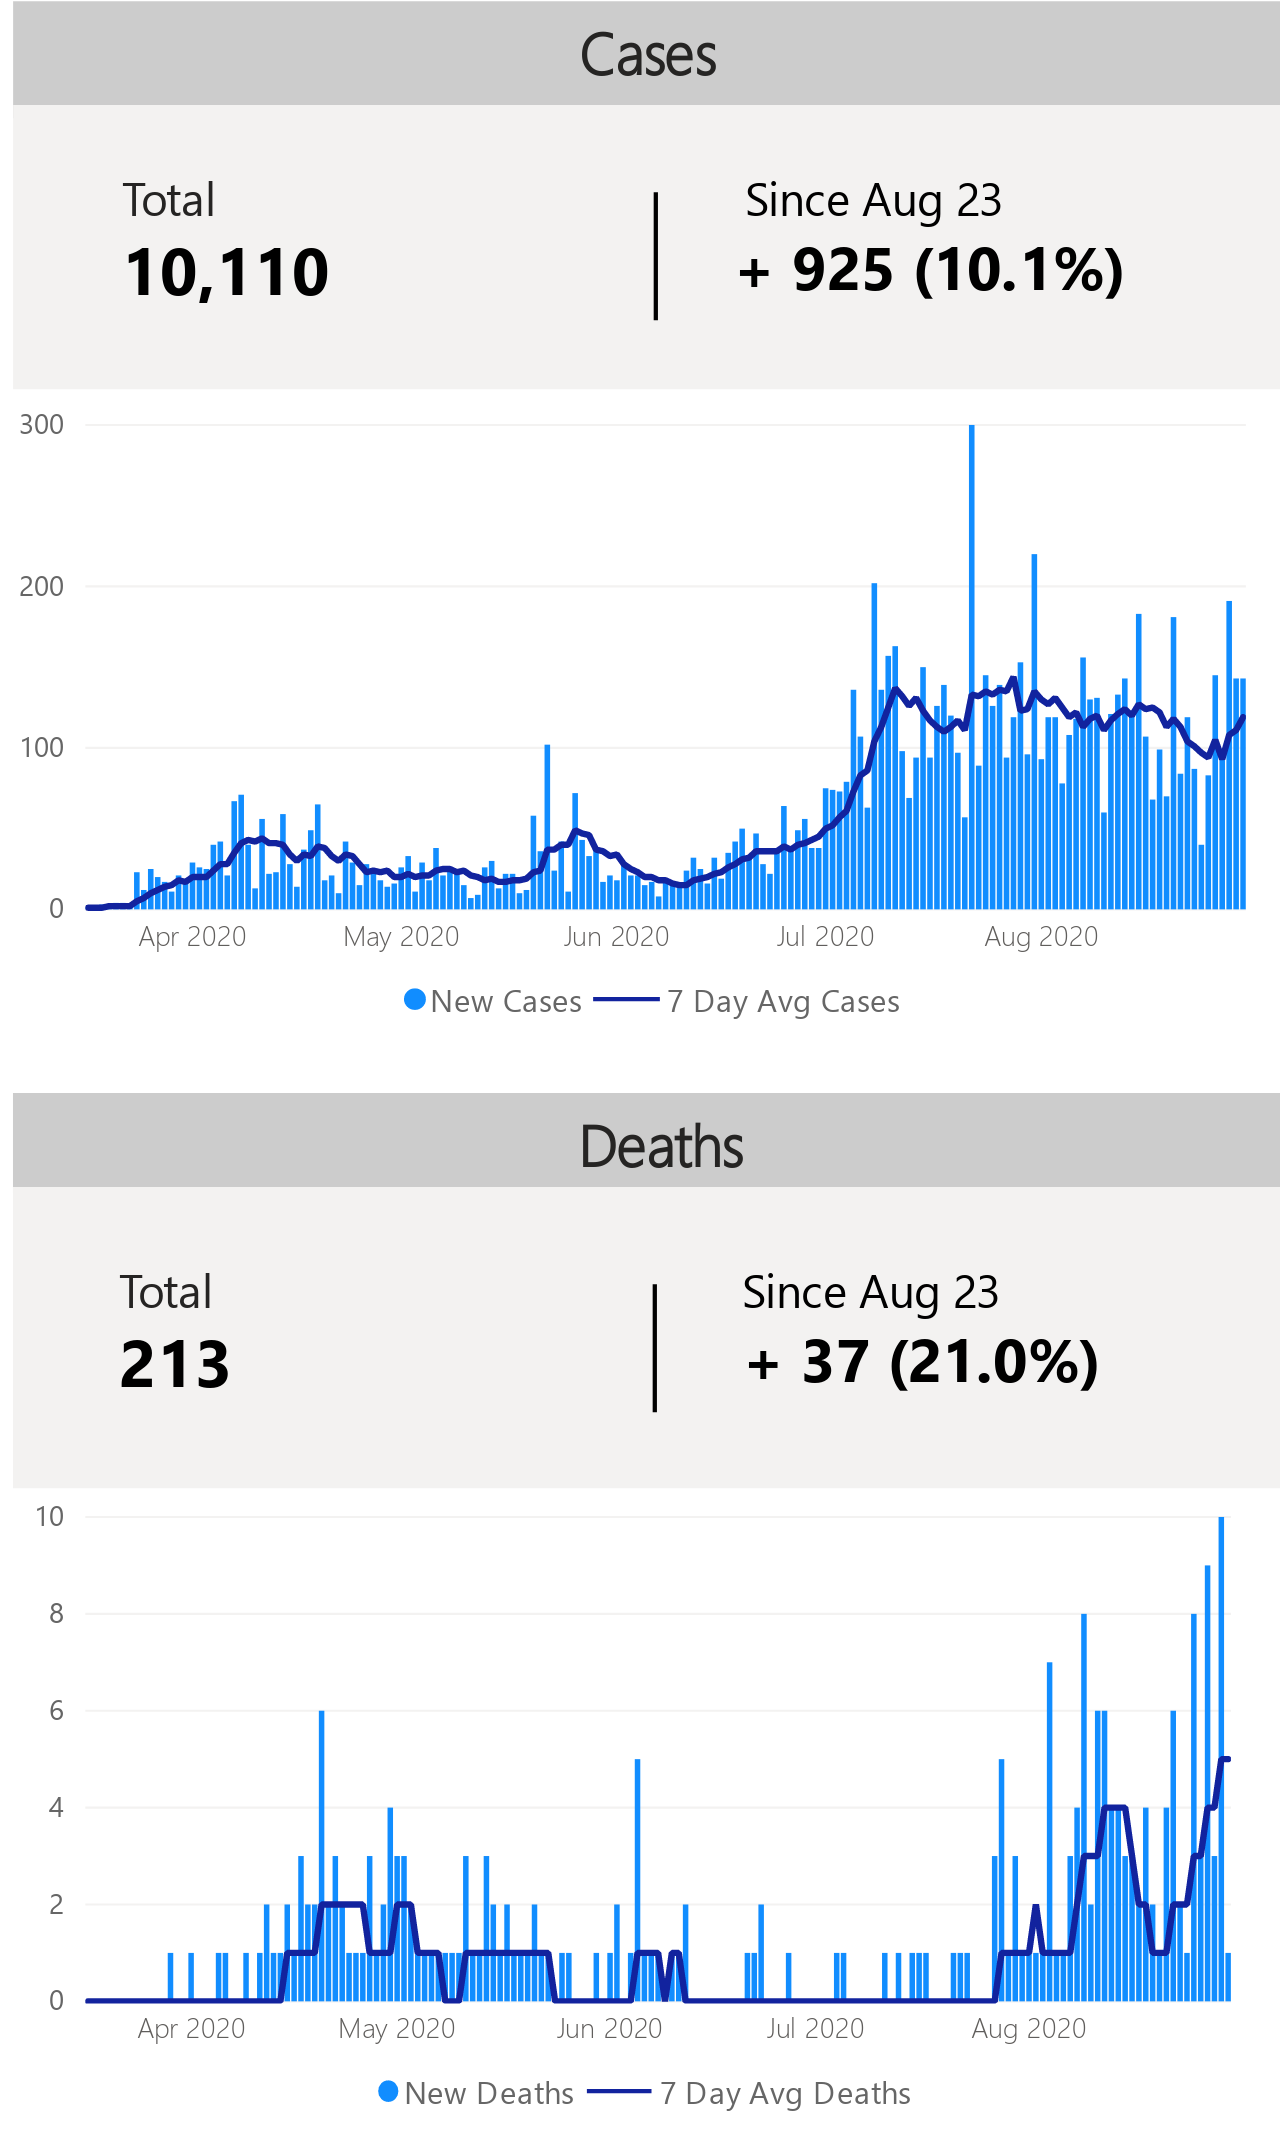 Cases
Total
Since Aug 23
10,110
+ 925 (10.1%)
300
200
100
0
Apr 2020
May 2020
Jun 2020
Jul 2020
Aug 2020
New Cases
7 Day Avg Cases
Deaths
Total
Since Aug 23
213
+ 37 (21.0%)
10
8
6
4
2
0
Apr 2020
May 2020
Jun 2020
Jul 2020
Aug 2020
New Deaths
7 Day Avg Deaths